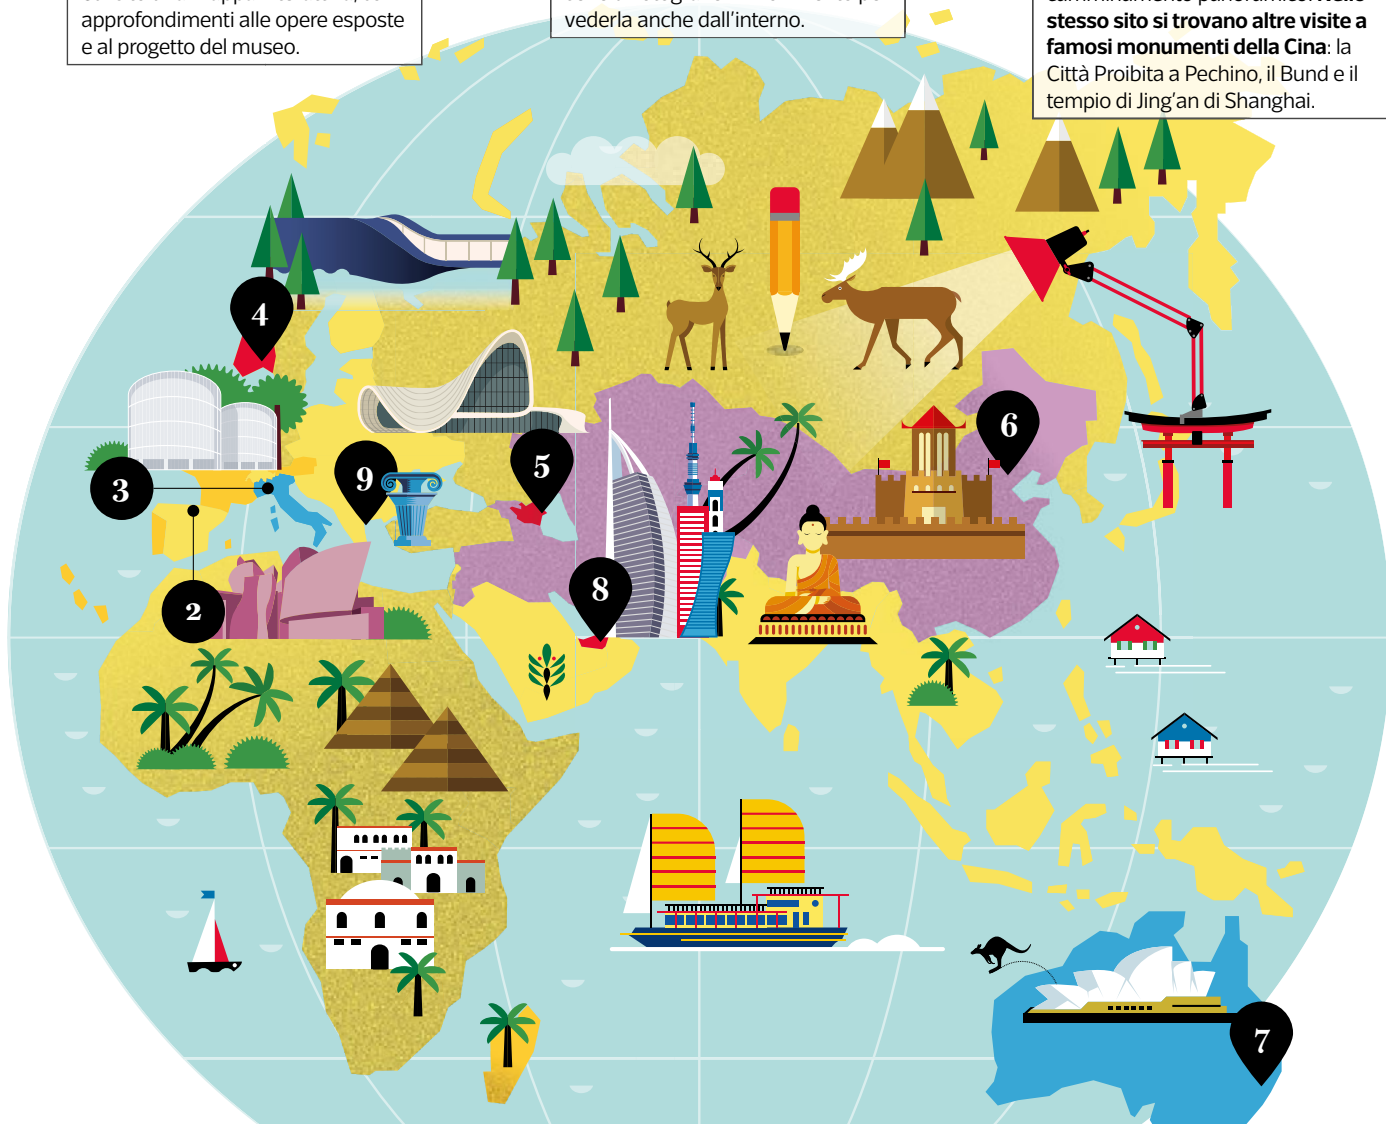 approfondimenti alle opere esposte
e al progetto del museo.
vederla anche dall'interno.
stesso sito si trovano altre visite a
famosi monumenti della Cina: la
Città Proibita a Pechino, il Bund e il
tempio di Jing'an di Shanghai.
4
6
5
9
3
8
2
7